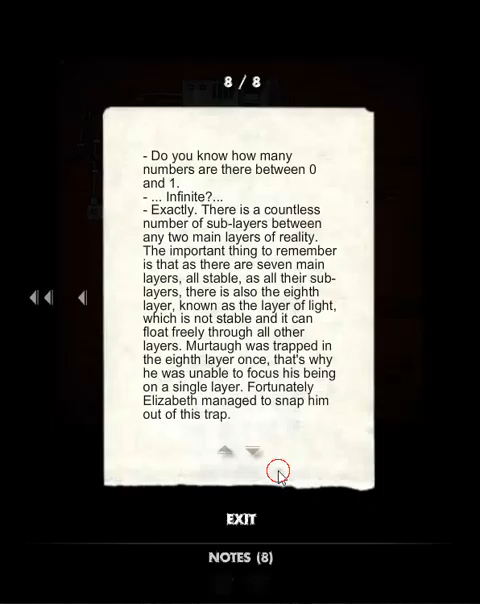 8 / 8
- Do you know how many
numbers are there between 0
and 1.
- ... Infinite?...
- Exactly. There is a countless
number of sub-layers between
any two main layers of reality.
The important thing to remember
is that as there are seven main
layers, all stable, as all their sub-
layers, there is also the eighth
layer, known as the layer of light,
which is not stable and it can
float freely through all other
layers. Murtaugh was trapped in
the eighth layer once, that's why
he was unable to focus his being
on a single layer. Fortunately
Elizabeth managed to snap him
out of this trap.
EXIT
NOTES (8)